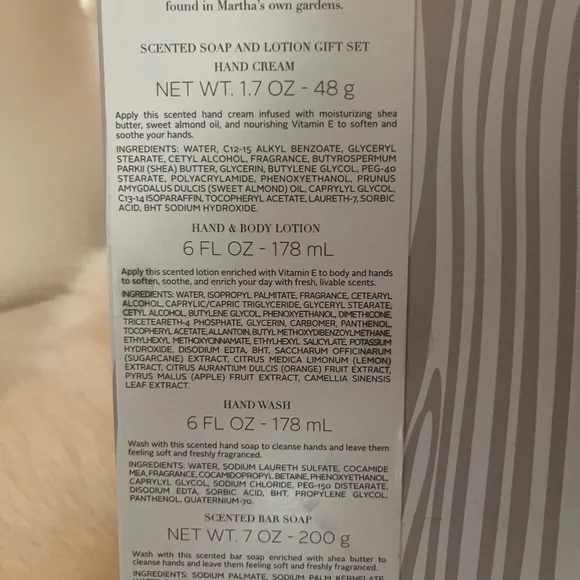 found in Martha's own gardens.
SCENTED SOAP AND LOTION GIFT SET
HAND CREAM
NET WT. 1.7 OZ - 48 g
Apply this scented hand cream infused with moisturizing shea
butter, sweet almond oil, and nourishing Vitamin E to soften and
soothe your hands.
INGREDIENTS: WATER, C12-15 ALKYL BENZOATE, GLYCERYL
STEARATE, CETYL ALCOHOL, FRAGRANCE, BUTYROSPERMUM
PARKII (SHEA) BUTTER, GLYCERIN, BUTYLENE GLYCOL, PEG-40
STEARATE, POLYACRYLAMIDE, PHENOXYETHANOL, PRUNUS
AMYGDALUS DULCIS (SWEET ALMOND) OIL, CAPRYLYL GLYCOL,
C13-14 ISOPARAFFIN, TOCOPHERYL ACETATE, LAURETH-7, SORBIC
ACID, BHT SODIUM HYDROXIDE.
HAND & BODY LOTION
6 FL OZ - 178 mL
Apply this scented lotion enriched with Vitamin E to body and hands
to soften, soothe, and enrich your day with fresh, livable scents.
INGREDIENTS: WATER, ISOPROPYL PALMITATE, FRAGRANCE, CETEARYL
ALCOHOL, CAPRYLIC/CAPRIC TRIGLYCERIDE, GLYCERYL STEARATE,
CETYL ALCOHOL, BUTYLENE GLYCOL, PHENOXYETHANOL, DIMETHICONE,
TRICETEARETH-4 PHOSPHATE, GLYCERIN, CARBOMER, PANTHENOL,
TOCOPHERYL ACETATE, ALLANTOIN, BUTYL METHOXYDIBENZOYLMETHANE,
ETHYLHEXYL METHOXYCINNAMATE, ETHYLHEXYL SALICYLATE, POTASSIUM
HYDROXIDE, DISODIUM EDTA, BHT, SACCHARUM OFFICINARUM
(SUGARCANE) EXTRACT, CITRUS MEDICA LIMONUM (LEMON)
EXTRACT, CITRUS AURANTIUM DULCIS (ORANGE) FRUIT EXTRACT,
PYRUS MALUS (APPLE) FRUIT EXTRACT, CAMELLIA SINENSIS
LEAF EXTRACT.
HAND WASH
6 FL OZ - 178 mL
Wash with this scented hand soap to cleanse hands and leave them
feeling soft and freshly fragranced.
INGREDIENTS: WATER, SODIUM LAURETH SULFATE, COCAMIDE
MEA, FRAGRANCE, COCAMIDOPROPYL BETAINE, PHENOXYETHANOL,
CAPRYLYL GLYCOL, SODIUM CHLORIDE, PEG-150 DISTEARATE,
DISODIUM EDTA, SORBIC ACID, BHT, PROPYLENE GLYCOL,
PANTHENOL, QUATERNIUM-70.
SCENTED BAR SOAP
NET WT. 7 OZ - 200 g
Wash with this scented bar soap enriched with shea butter to
cleanse hands and leave them feeling soft and freshly fragranced.
INGREDIENTS: SODIUM PALMATE, SODIUM PALM KERNELATE,